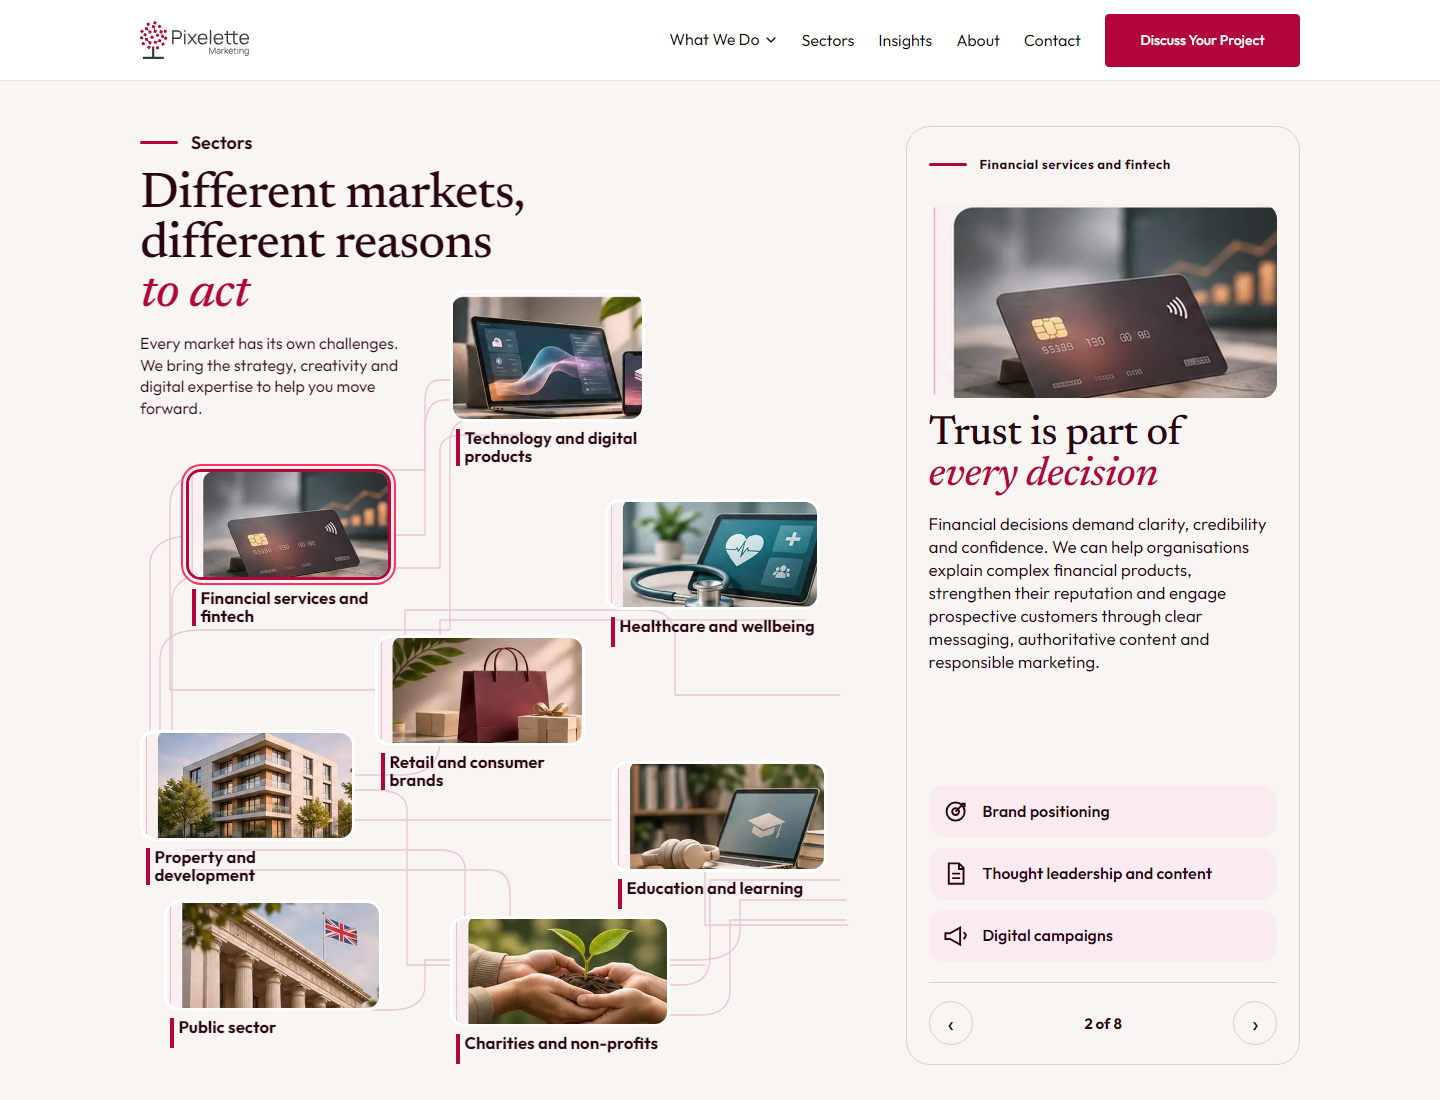 Pixelette
Marketing
What We Do
Sectors
Insights
About
Contact
Discuss Your Project
Sectors
Different markets,
different reasons
to act
Every market has its own challenges.
We bring the strategy, creativity and
digital expertise to help you move
forward.
Technology and digital
products
Financial services and
fintech
Healthcare and wellbeing
Retail and consumer
brands
Property and
development
Education and learning
Public sector
Charities and non-profits
Financial services and fintech
Trust is part of
every decision
Financial decisions demand clarity, credibility
and confidence. We can help organisations
explain complex financial products,
strengthen their reputation and engage
prospective customers through clear
messaging, authoritative content and
responsible marketing.
Brand positioning
Thought leadership and content
Digital campaigns
‹
2 of 8
›